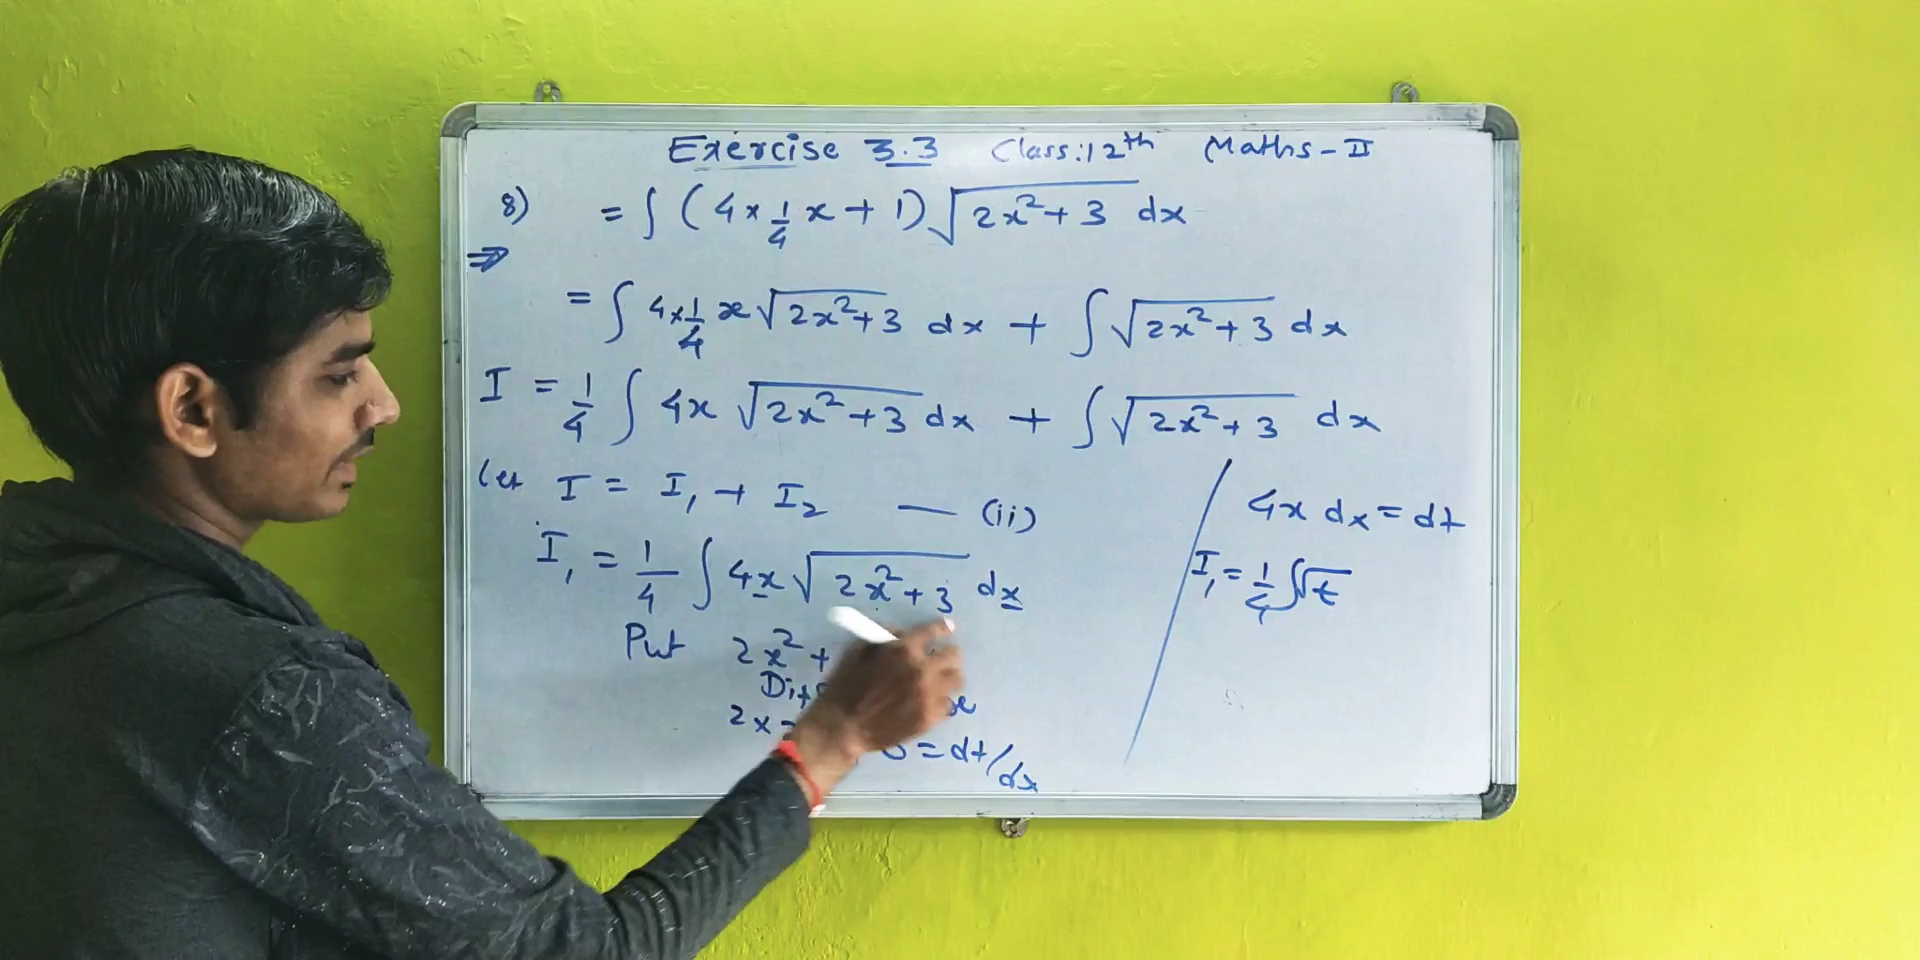 Exercise 3.3 Class:12th Maths-II
8) = ∫ (4×1/4 x + 1) √(2x²+3) dx
⇒
= ∫ 4×1/4 x √(2x²+3) dx + ∫ √(2x²+3) dx
I = 1/4 ∫ 4x √(2x²+3) dx + ∫ √(2x²+3) dx
let I = I₁ + I₂ — (ii)
I₁ = 1/4 ∫ 4x √(2x²+3) dx
Put 2x²+
2x
= dt/dx
4x dx = dt
I₁ = 1/4 ∫ √t